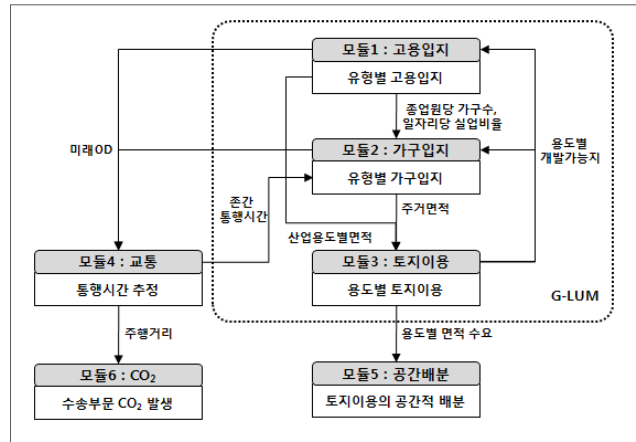 모듈1 : 고용입지
유형별 고용입지
종업원당 가구수,
일자리당 실업비율
미래OD
용도별
개발가능지
모듈2 : 가구입지
유형별 가구입지
존간
통행시간
주거면적
산업용도별면적
모듈4 : 교통
통행시간 추정
모듈3 : 토지이용
용도별 토지이용
G-LUM
주행거리
용도별 면적 수요
모듈6 : CO₂
수송부문 CO₂ 발생
모듈5 : 공간배분
토지이용의 공간적 배분